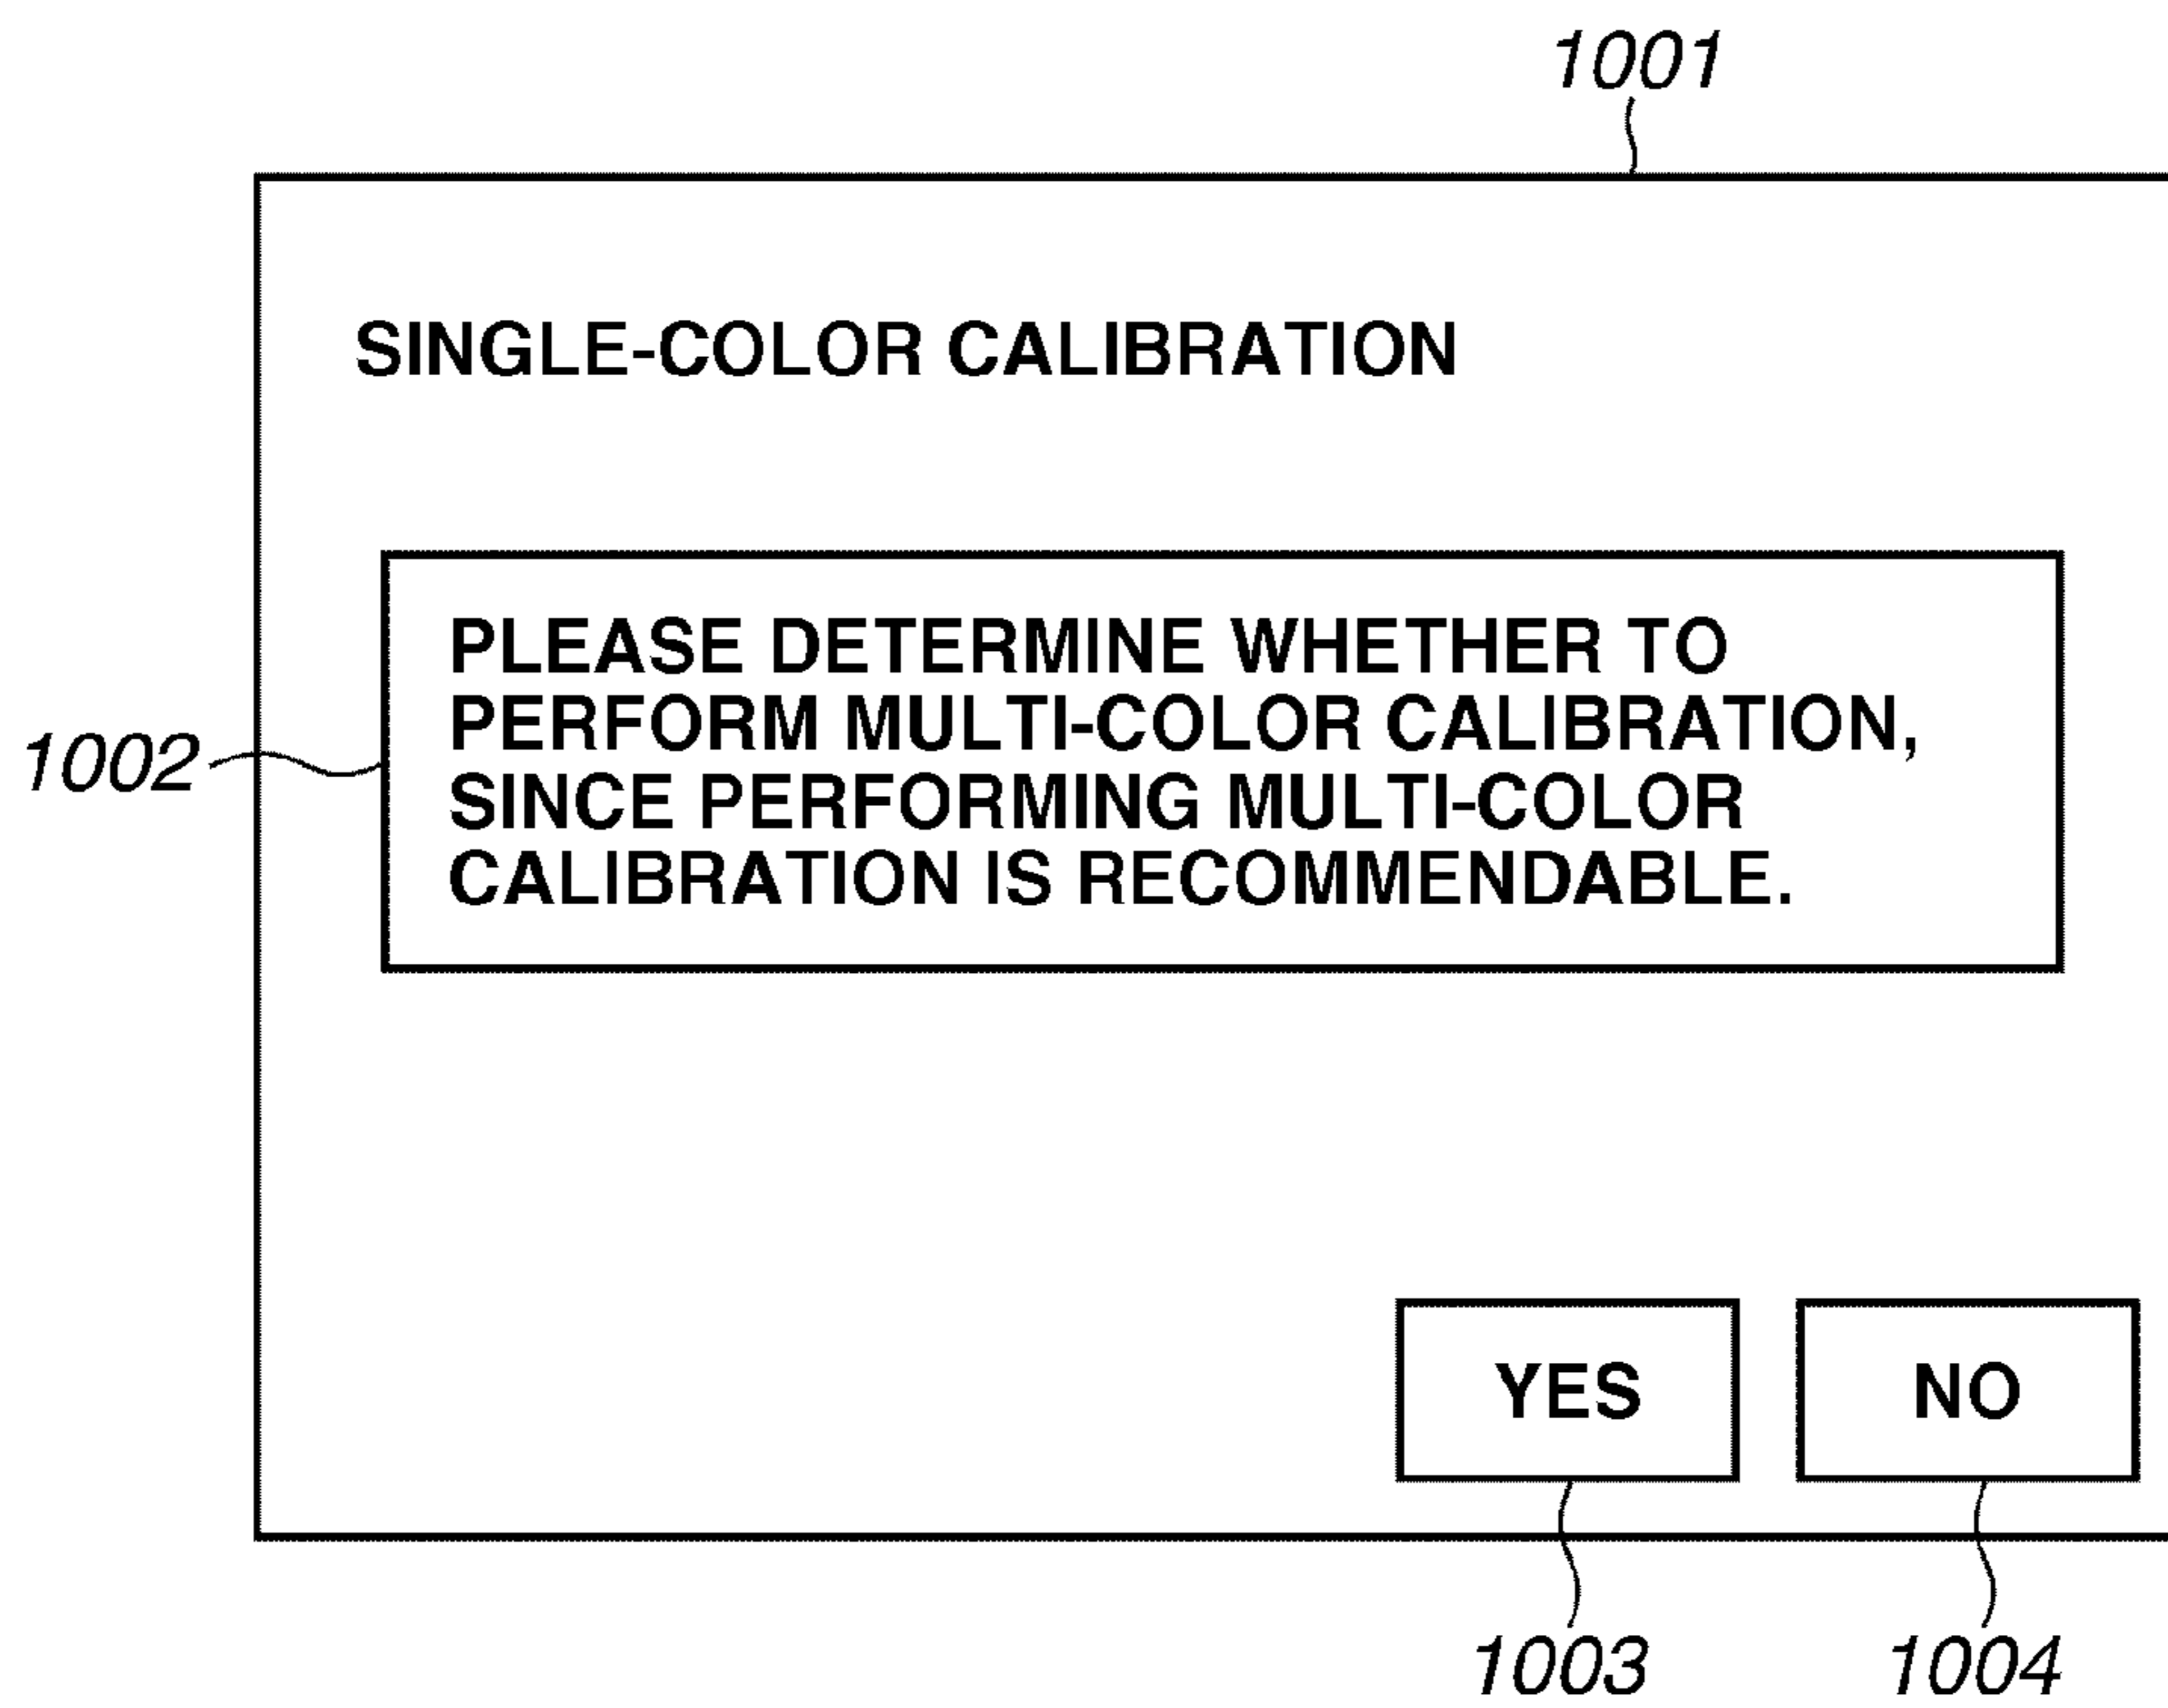 1001
SINGLE-COLOR CALIBRATION
1002
PLEASE DETERMINE WHETHER TO
PERFORM MULTI-COLOR CALIBRATION,
SINCE PERFORMING MULTI-COLOR
CALIBRATION IS RECOMMENDABLE.
YES
NO
1003
1004